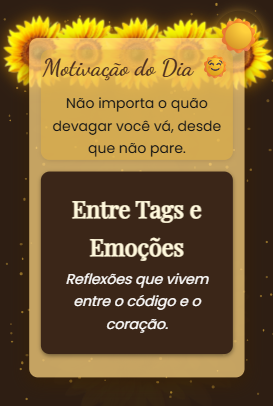 Motivação do Dia
Não importa o quão
devagar você vá, desde
que não pare.
Entre Tags e
Emoções
Reflexões que vivem
entre o código e o
coração.